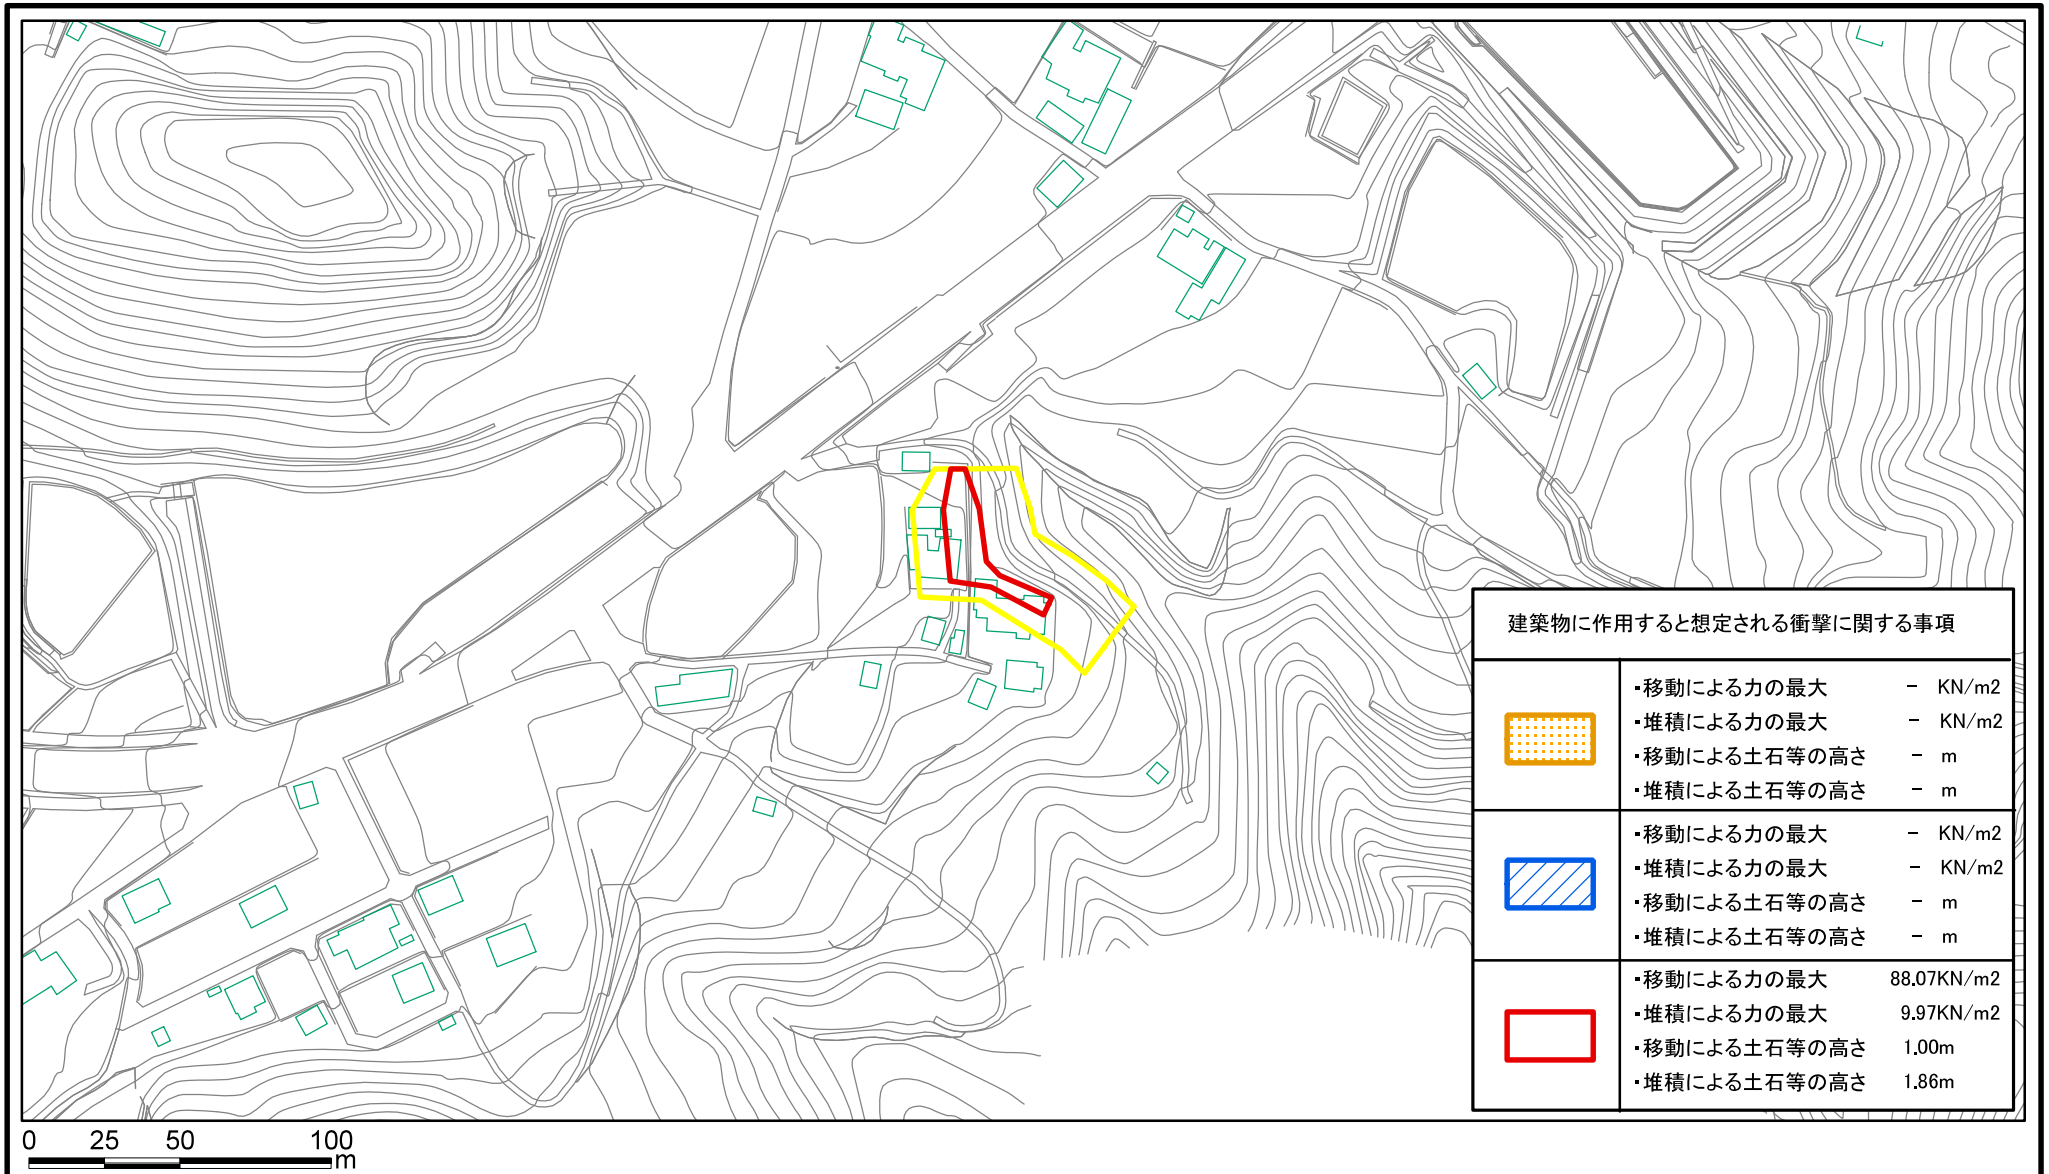 建築物に作用すると想定される衝撃に関する事項
・移動による力の最大 － KN/m2
・堆積による力の最大 － KN/m2
・移動による土石等の高さ － m
・堆積による土石等の高さ － m
・移動による力の最大 － KN/m2
・堆積による力の最大 － KN/m2
・移動による土石等の高さ － m
・堆積による土石等の高さ － m
・移動による力の最大 88.07KN/m2
・堆積による力の最大 9.97KN/m2
・移動による土石等の高さ 1.00m
・堆積による土石等の高さ 1.86m
0 25 50 100
m